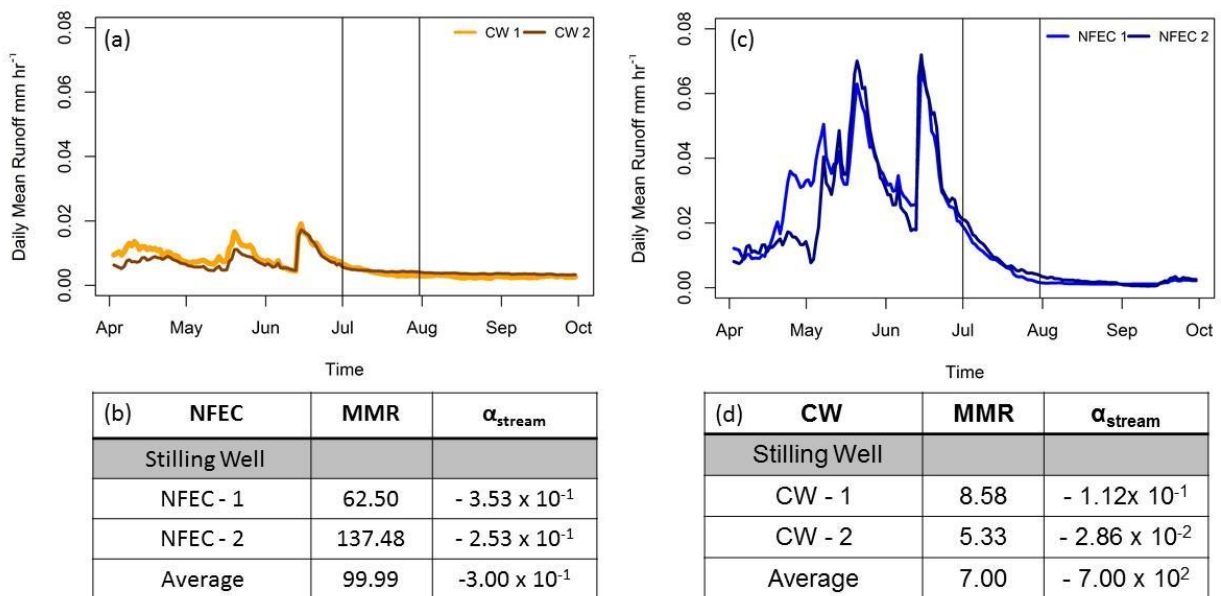 (a)
CW 1 CW 2
Daily Mean Runoff mm hr⁻¹
0.08
0.06
0.04
0.02
0.00
Apr May Jun Jul Aug Sep Oct
Time
(c)
NFEC 1 NFEC 2
Daily Mean Runoff mm hr⁻¹
0.08
0.06
0.04
0.02
0.00
Apr May Jun Jul Aug Sep Oct
Time
(b) NFEC MMR α_stream
Stilling Well
NFEC - 1 62.50 - 3.53 x 10⁻¹
NFEC - 2 137.48 - 2.53 x 10⁻¹
Average 99.99 -3.00 x 10⁻¹
(d) CW MMR α_stream
Stilling Well
CW - 1 8.58 - 1.12x 10⁻¹
CW - 2 5.33 - 2.86 x 10⁻²
Average 7.00 - 7.00 x 10²